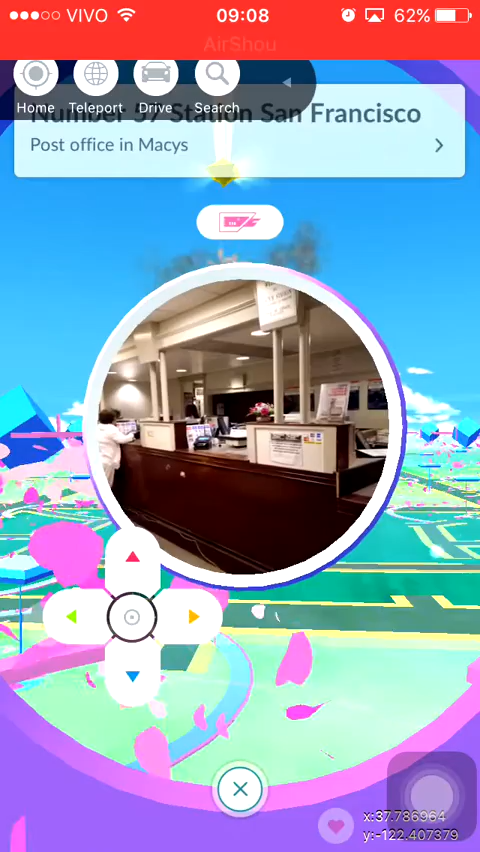 VIVO 09:08 62%
AirShou
Home Teleport Drive Search
Number 57 Station San Francisco
Post office in Macys
x:37.786964
y:-122.407379